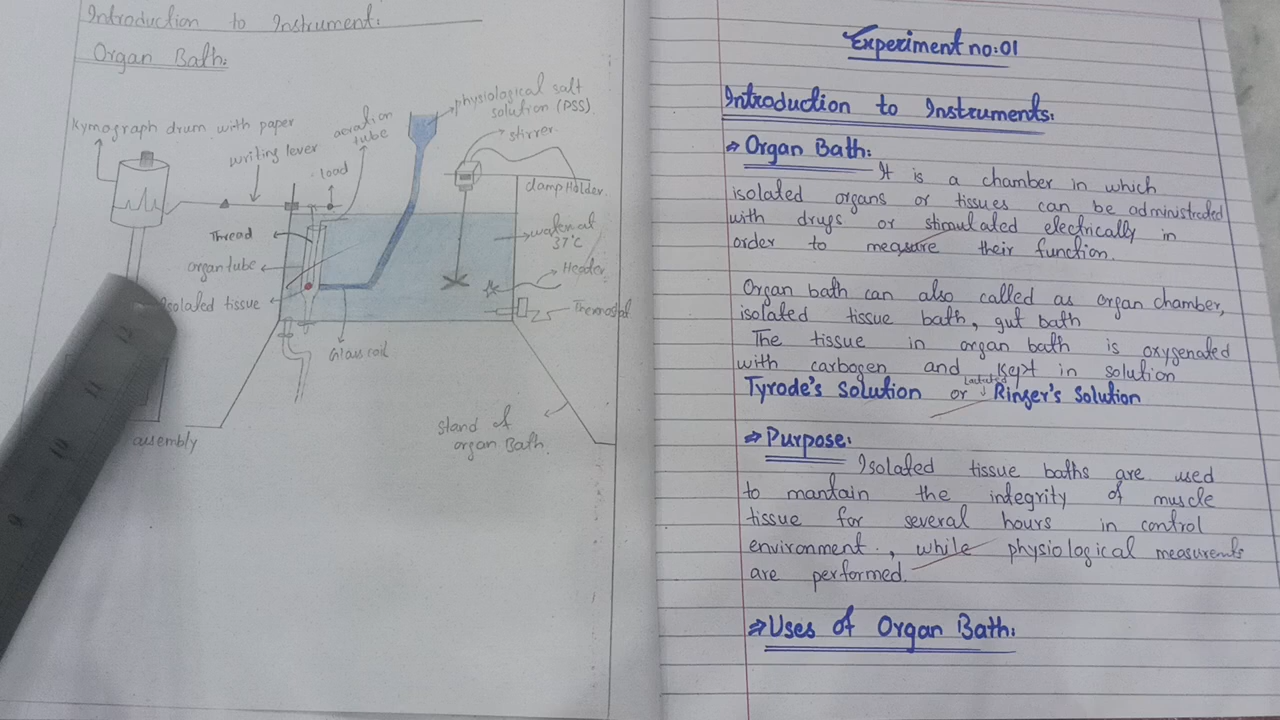 Introduction to Instrument:
Organ Bath:
physiological salt
solution (PSS).
stirrer
kymograph drum with paper
aeration
tube
writing lever
load
clamp Holder
Thread
water at
37°C
organ tube
Heater
Isolated tissue
Thermostat
Glass coil
stand of
organ Bath.
assembly
12
11
10
9
Experiment no:01
Introduction to Instruments:
⇒ Organ Bath:
It is a chamber in which
isolated organs or tissues can be administrated
with drugs or stimulated electrically in
order to measure their function.
Organ bath can also called as organ chamber,
isolated tissue bath, gut bath
The tissue in organ bath is oxygenated
with carbogen and kept in solution
Tyrode's Solution or Lactated Ringer's Solution
⇒ Purpose:
Isolated tissue baths are used
to mantain the integrity of muscle
tissue for several hours in control
environment, while physiological measurements
are performed.
⇒ Uses of Organ Bath: